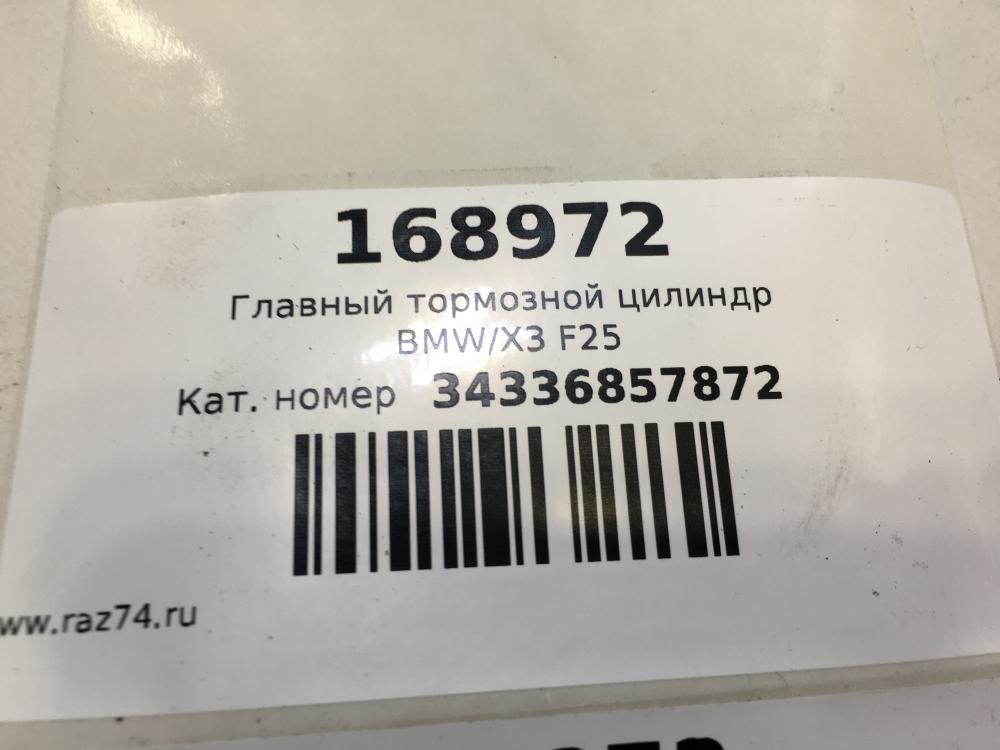 168972
Главный тормозной цилиндр
BMW/X3 F25
Кат. номер 34336857872
www.raz74.ru